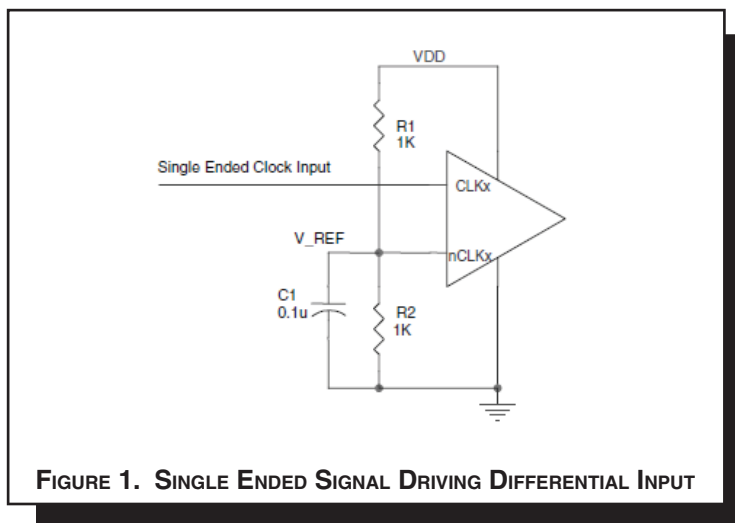 VDD
R1
1K
Single Ended Clock Input
CLKx
V_REF
nCLKx
C1
0.1u
R2
1K
FIGURE 1. SINGLE ENDED SIGNAL DRIVING DIFFERENTIAL INPUT